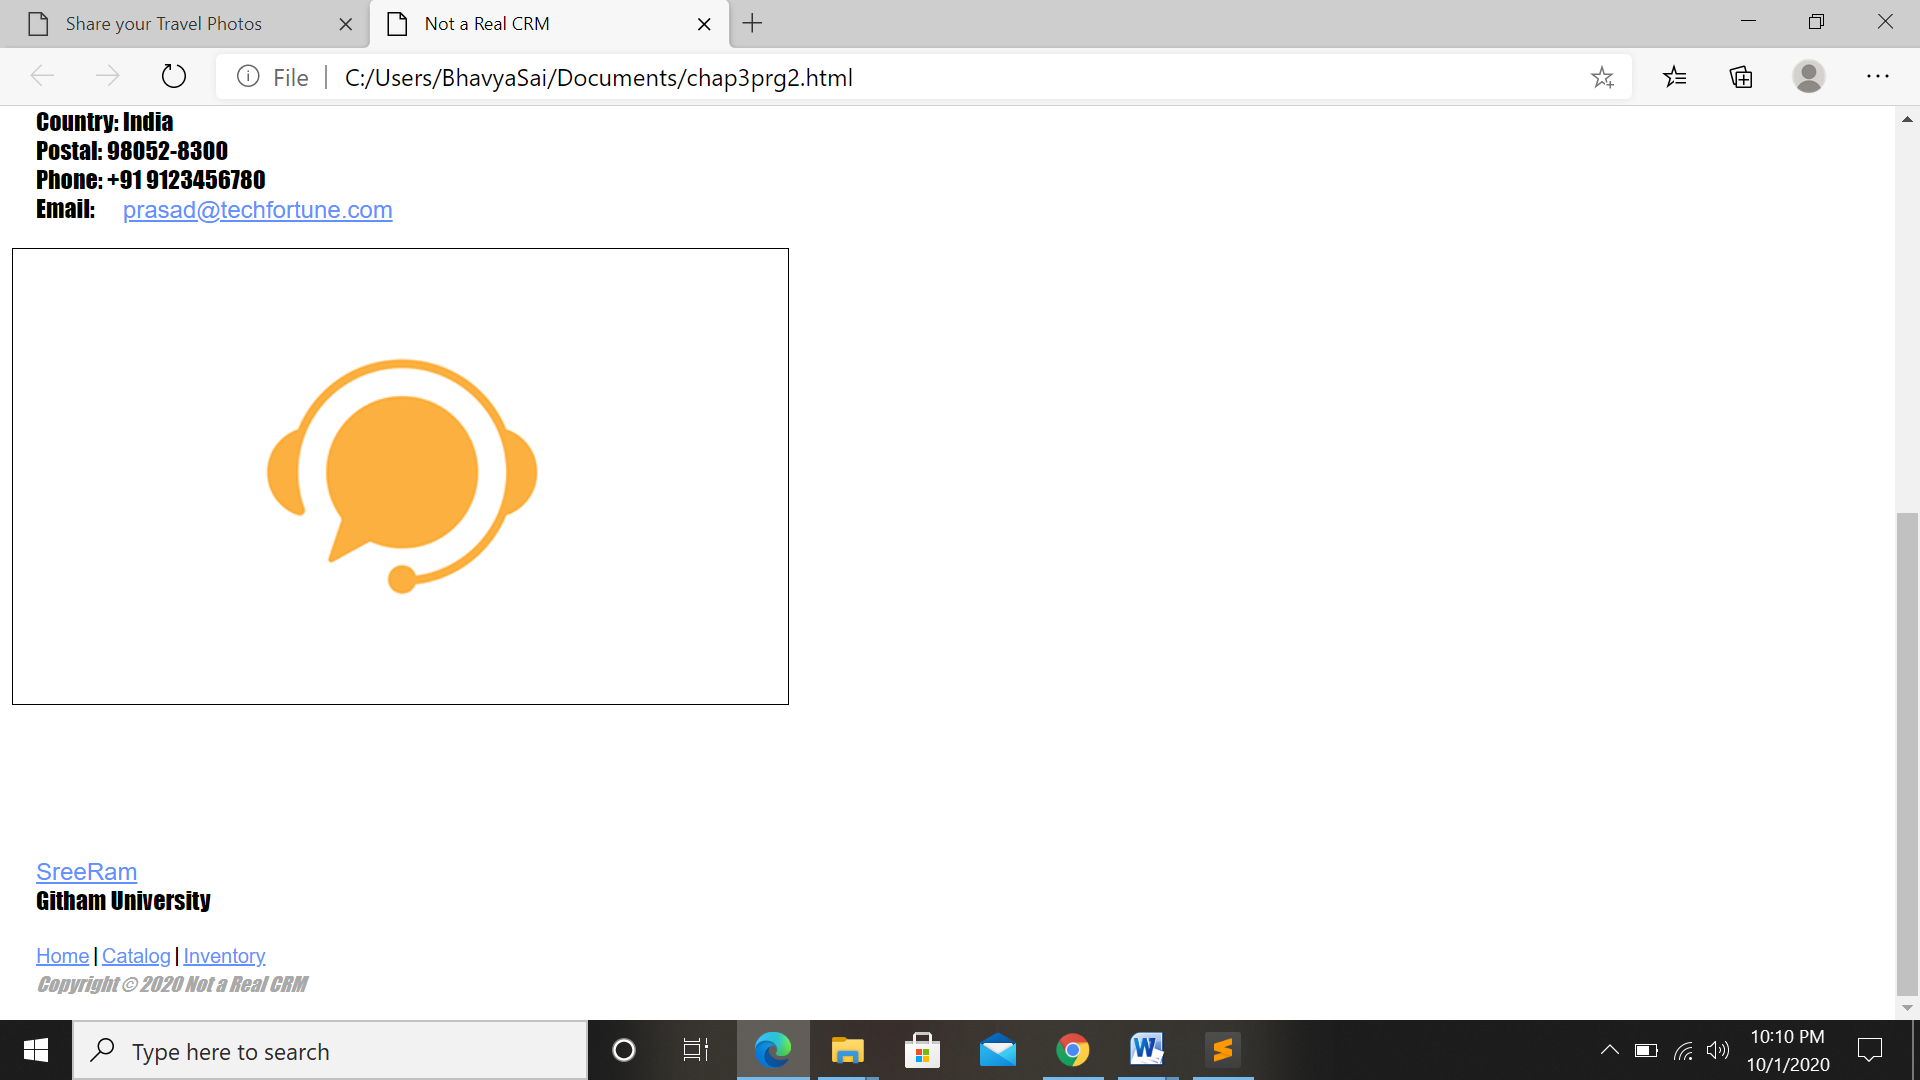 Share your Travel Photos
Not a Real CRM
File | C:/Users/BhavyaSai/Documents/chap3prg2.html
Country: India
Postal: 98052-8300
Phone: +91 9123456780
Email: prasad@techfortune.com
SreeRam
Githam University
Home | Catalog | Inventory
Copyright © 2020 Not a Real CRM
Type here to search
10:10 PM
10/1/2020